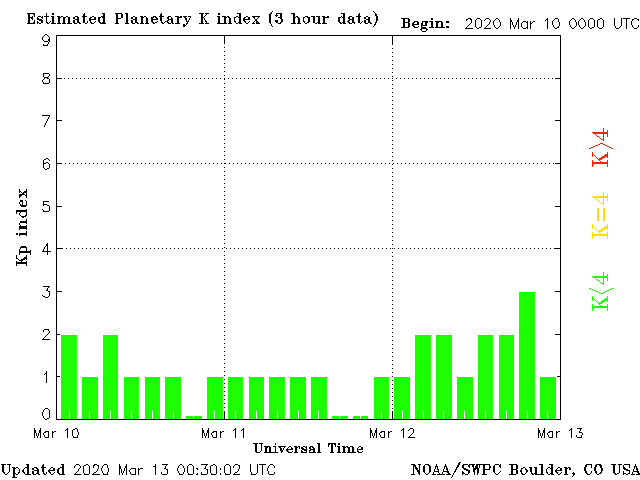 Estimated Planetary K index (3 hour data)
Begin: 2020 Mar 10 0000 UTC
9
8
7
6
5
4
3
2
1
0
Kp index
K>4
K=4
K<4
Mar 10
Mar 11
Mar 12
Mar 13
Universal Time
Updated 2020 Mar 13 00:30:02 UTC
NOAA/SWPC Boulder, CO USA